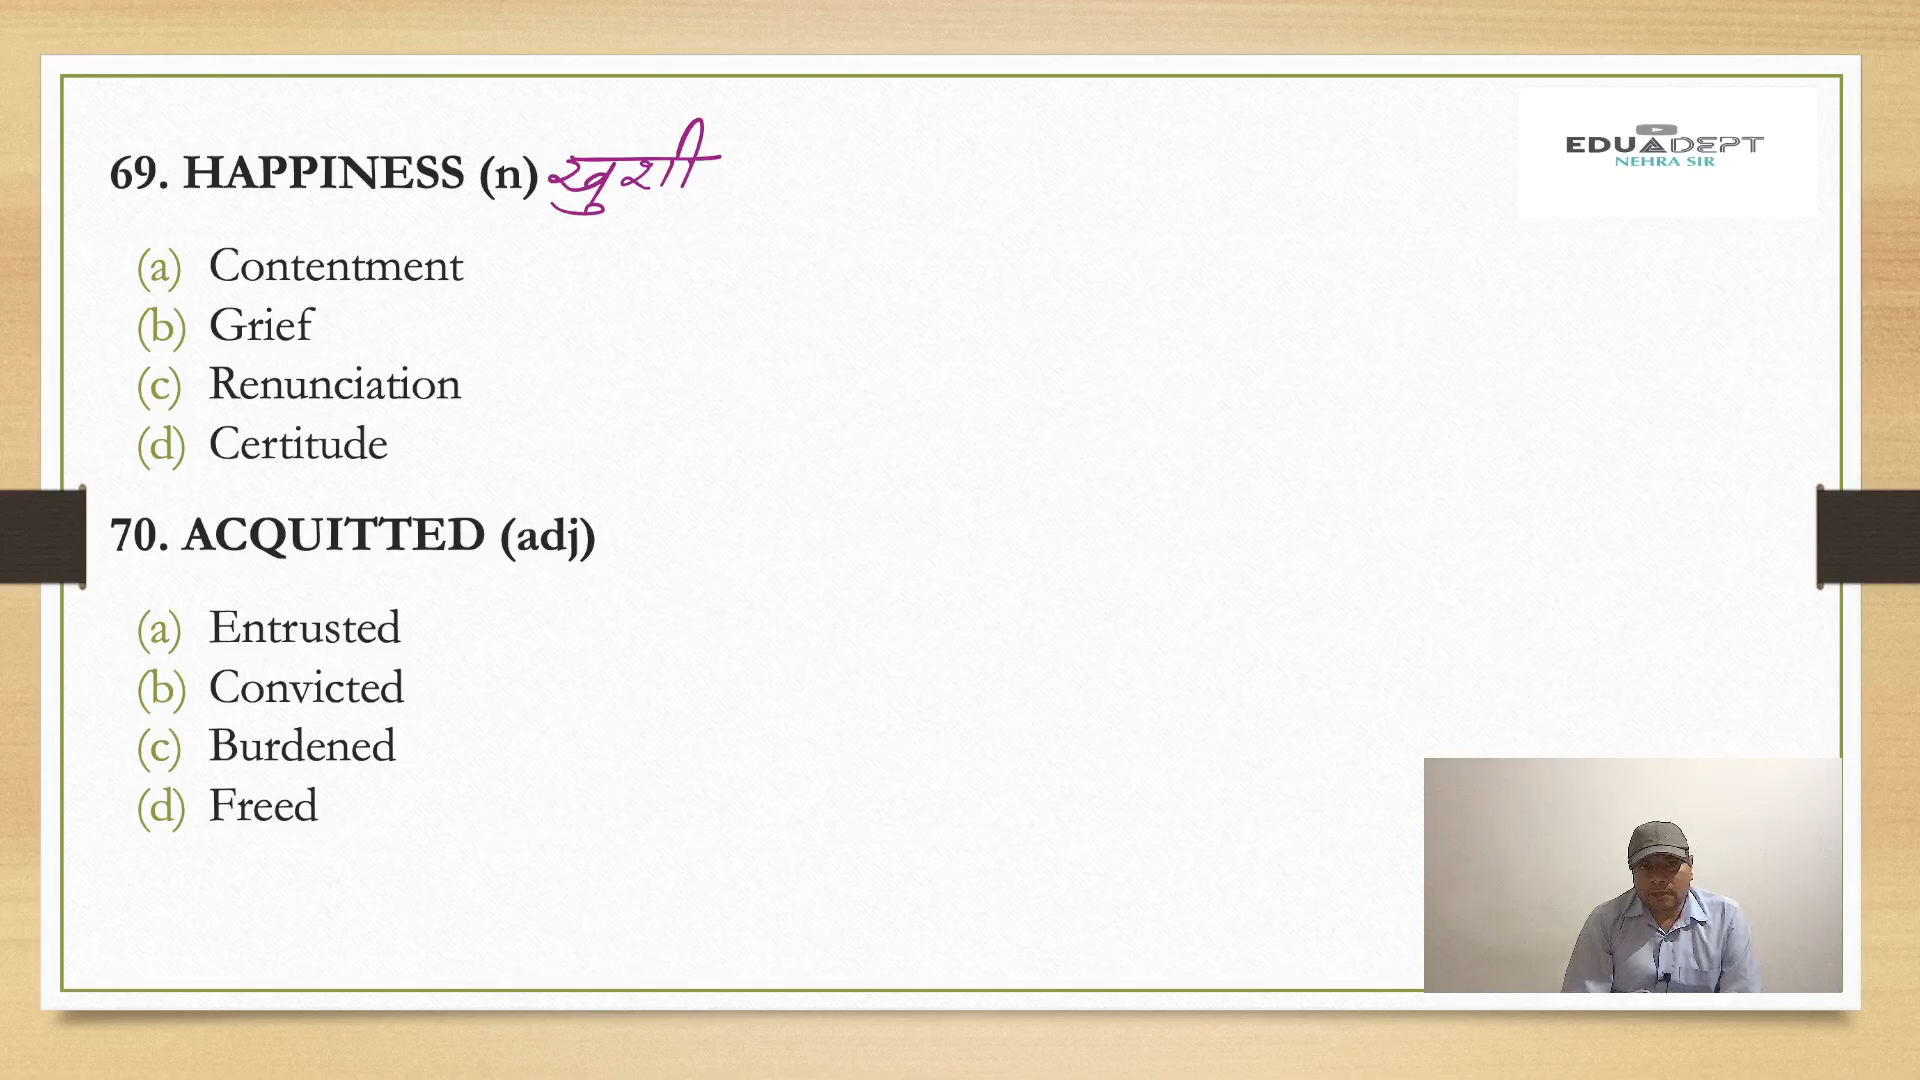 69. HAPPINESS (n) खुशी
(a) Contentment
(b) Grief
(c) Renunciation
(d) Certitude
70. ACQUITTED (adj)
(a) Entrusted
(b) Convicted
(c) Burdened
(d) Freed
EDUADEPT
NEHRA SIR